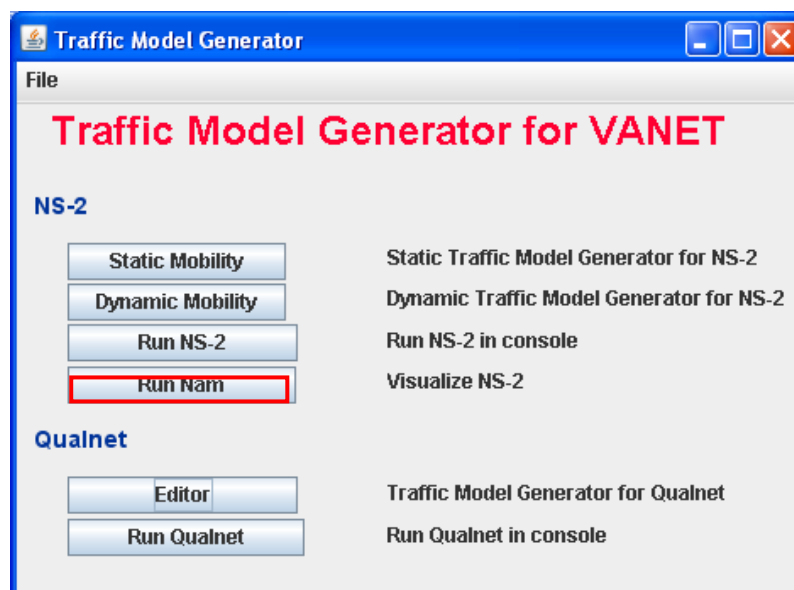 Traffic Model Generator
File
Traffic Model Generator for VANET
NS-2
Static Mobility Static Traffic Model Generator for NS-2
Dynamic Mobility Dynamic Traffic Model Generator for NS-2
Run NS-2 Run NS-2 in console
Run Nam Visualize NS-2
Qualnet
Editor Traffic Model Generator for Qualnet
Run Qualnet Run Qualnet in console